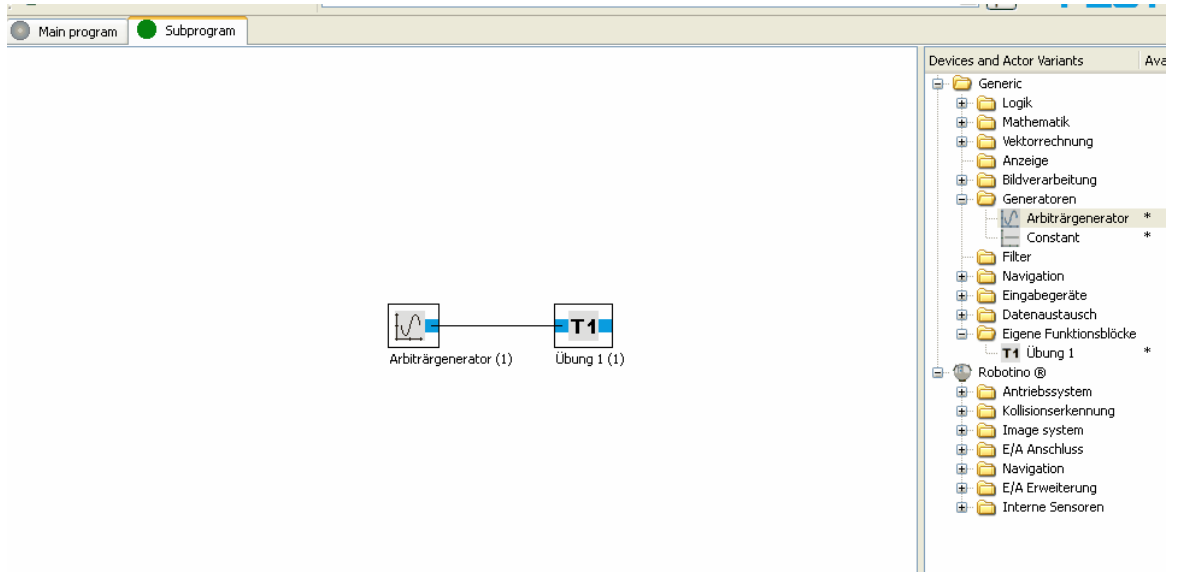 Main program
Subprogram
Devices and Actor Variants Ava
Generic
Logik
Mathematik
Vektorrechnung
Anzeige
Bildverarbeitung
Generatoren
Arbiträrgenerator *
Constant *
Filter
Navigation
Eingabegeräte
Datenaustausch
Eigene Funktionsblöcke
T1 Übung 1 *
Robotino ®
Antriebssystem
Kollisionserkennung
Image system
E/A Anschluss
Navigation
E/A Erweiterung
Interne Sensoren
T1
Arbiträrgenerator (1)
Übung 1 (1)